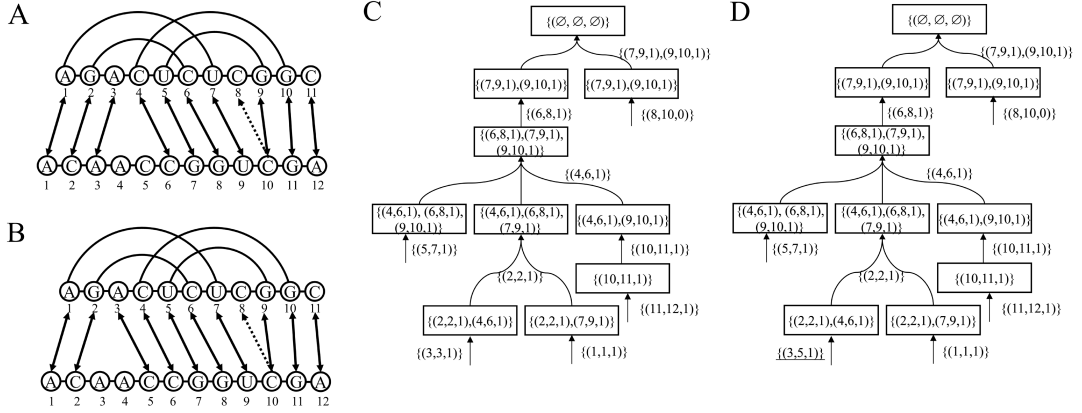 A
A G A C U C U C G G C
1 2 3 4 5 6 7 8 9 10 11
A C A A C C G G U C G A
1 2 3 4 5 6 7 8 9 10 11 12
B
A G A C U C U C G G C
1 2 3 4 5 6 7 8 9 10 11
A C A A C C G G U C G A
1 2 3 4 5 6 7 8 9 10 11 12
C
{(∅, ∅, ∅)}
{(7,9,1),(9,10,1)}
{(7,9,1),(9,10,1)} {(7,9,1),(9,10,1)}
{(6,8,1)} {(8,10,0)}
{(6,8,1),(7,9,1),
(9,10,1)}
{(4,6,1)}
{(4,6,1), (6,8,1),
(9,10,1)}
{(4,6,1),(6,8,1),
(7,9,1)}
{(4,6,1),(9,10,1)}
{(5,7,1)}
{(10,11,1)}
{(2,2,1)}
{(10,11,1)}
{(2,2,1),(4,6,1)} {(2,2,1),(7,9,1)}
{(11,12,1)}
{(3,3,1)} {(1,1,1)}
D
{(∅, ∅, ∅)}
{(7,9,1),(9,10,1)}
{(7,9,1),(9,10,1)} {(7,9,1),(9,10,1)}
{(6,8,1)} {(8,10,0)}
{(6,8,1),(7,9,1),
(9,10,1)}
{(4,6,1)}
{(4,6,1), (6,8,1),
(9,10,1)}
{(4,6,1),(6,8,1),
(7,9,1)}
{(4,6,1),(9,10,1)}
{(5,7,1)}
{(10,11,1)}
{(2,2,1)}
{(10,11,1)}
{(2,2,1),(4,6,1)} {(2,2,1),(7,9,1)}
{(11,12,1)}
{(3,5,1)} {(1,1,1)}